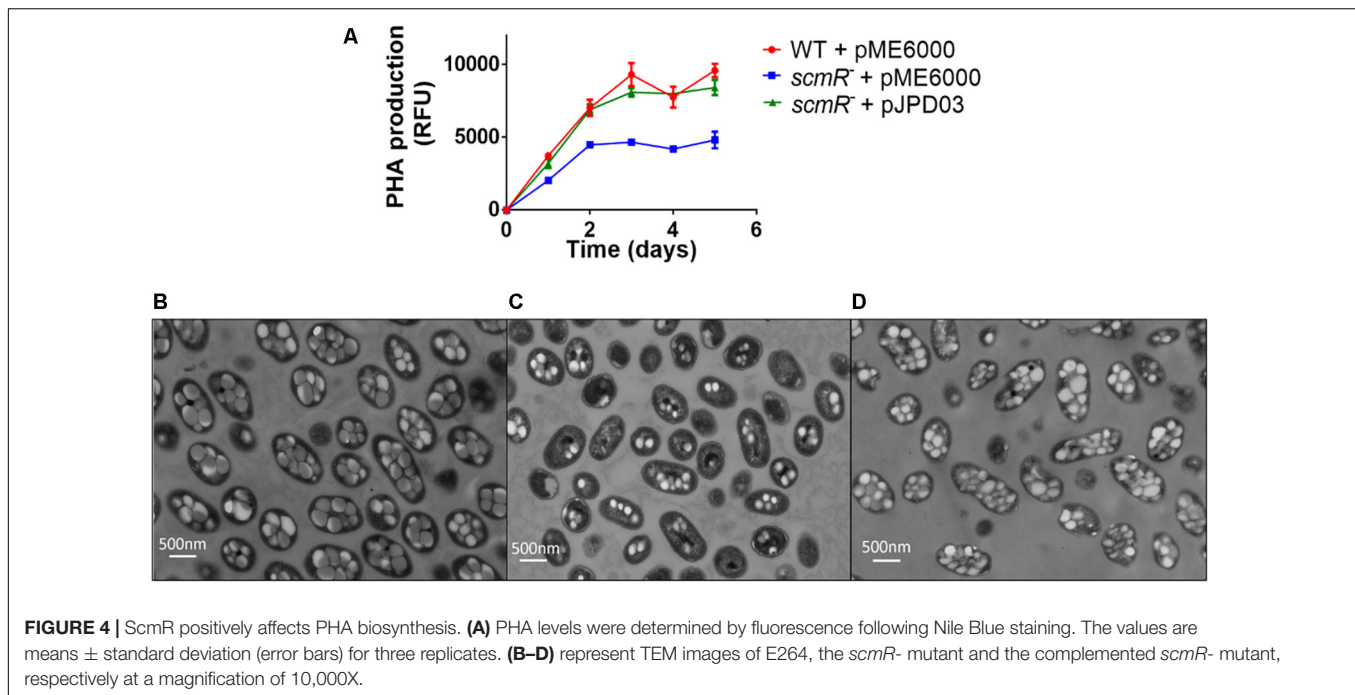 A
PHA production
(RFU)
10000
5000
0
0 2 4 6
Time (days)
WT + pME6000
scmR⁻ + pME6000
scmR⁻ + pJPD03
B
C
D
500nm
500nm
500nm
FIGURE 4 | ScmR positively affects PHA biosynthesis. (A) PHA levels were determined by fluorescence following Nile Blue staining. The values are
means ± standard deviation (error bars) for three replicates. (B–D) represent TEM images of E264, the scmR- mutant and the complemented scmR- mutant,
respectively at a magnification of 10,000X.